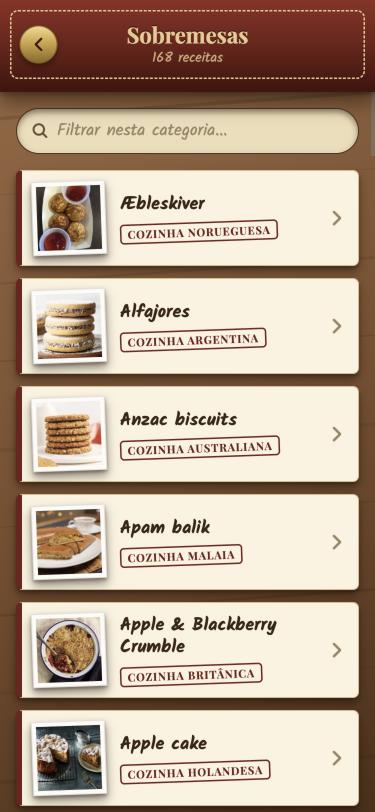 Sobremesas
168 receitas
Filtrar nesta categoria...
Æbleskiver
COZINHA NORUEGUESA
Alfajores
COZINHA ARGENTINA
Anzac biscuits
COZINHA AUSTRALIANA
Apam balik
COZINHA MALAIA
Apple & Blackberry
Crumble
COZINHA BRITÂNICA
Apple cake
COZINHA HOLANDESA